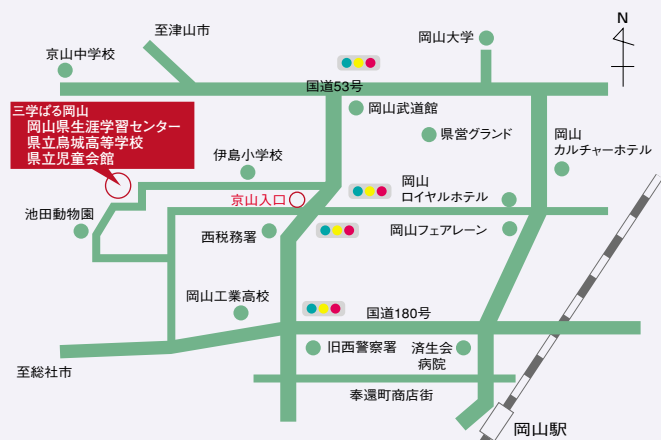 至津山市
岡山大学
N
京山中学校
国道53号
三学ぱる岡山
岡山県生涯学習センター
県立烏城高等学校
県立児童会館
岡山武道館
県営グランド
岡山
カルチャーホテル
伊島小学校
京山入口
岡山
ロイヤルホテル
池田動物園
西税務署
岡山フェアレーン
岡山工業高校
国道180号
旧西警察署
済生会
病院
至総社市
奉還町商店街
岡山駅